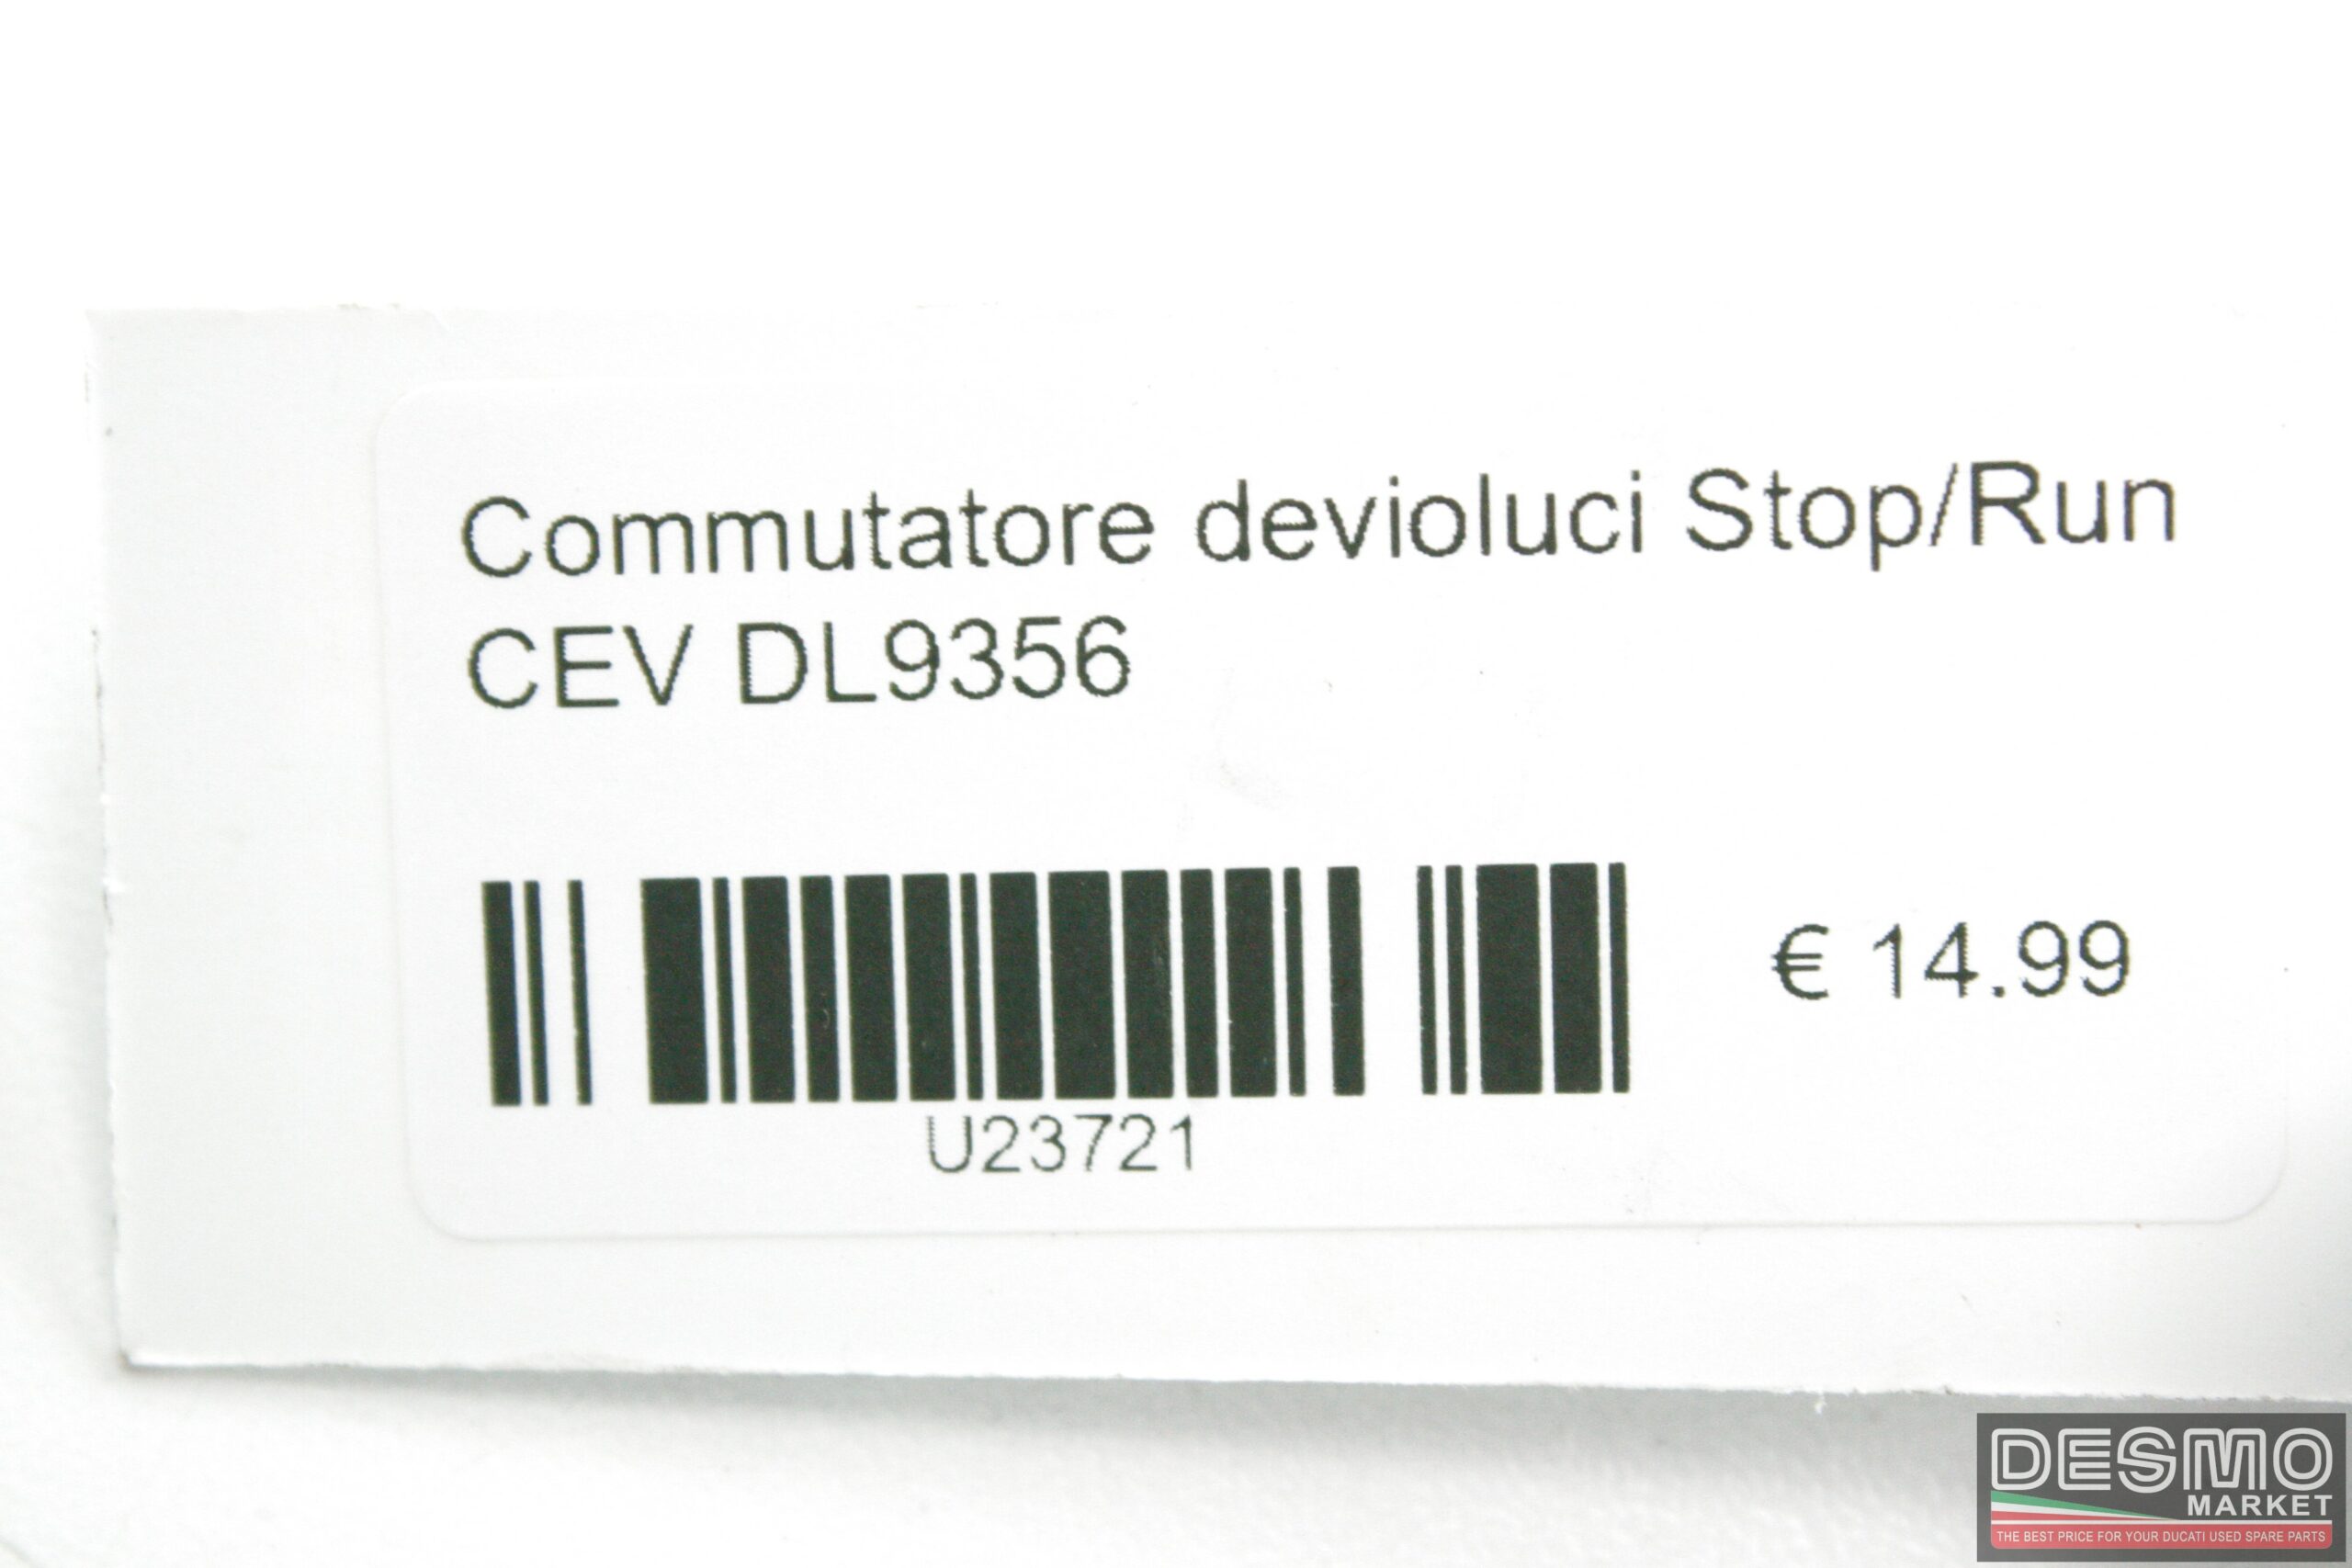 Commutatore devioluci Stop/Run
CEV DL9356
€ 14.99
U23721
DESMO
MARKET
THE BEST PRICE FOR YOUR DUCATI USED SPARE PARTS